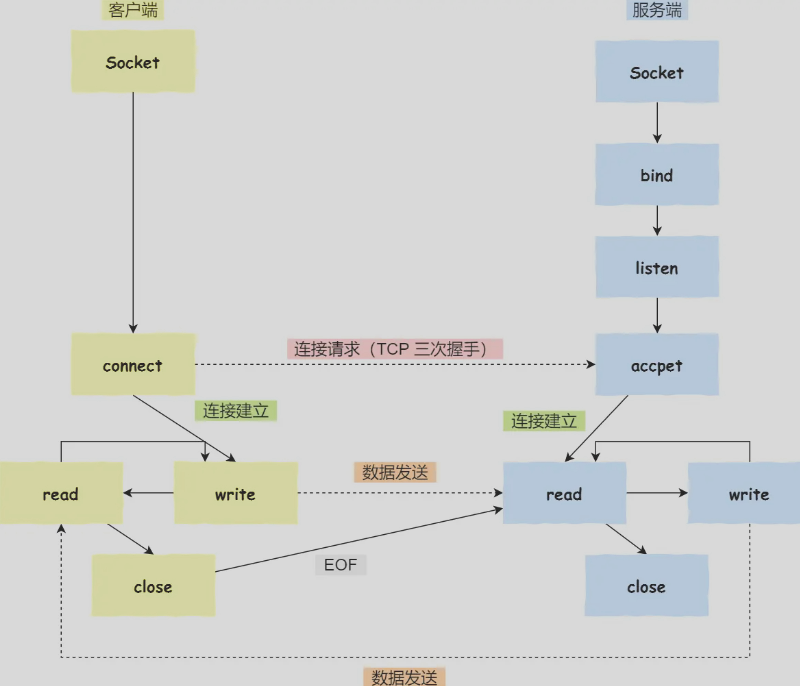 客户端
服务端
Socket
Socket
bind
listen
connect
连接请求（TCP 三次握手）
accpet
连接建立
连接建立
read
write
数据发送
read
write
close
EOF
close
数据发送